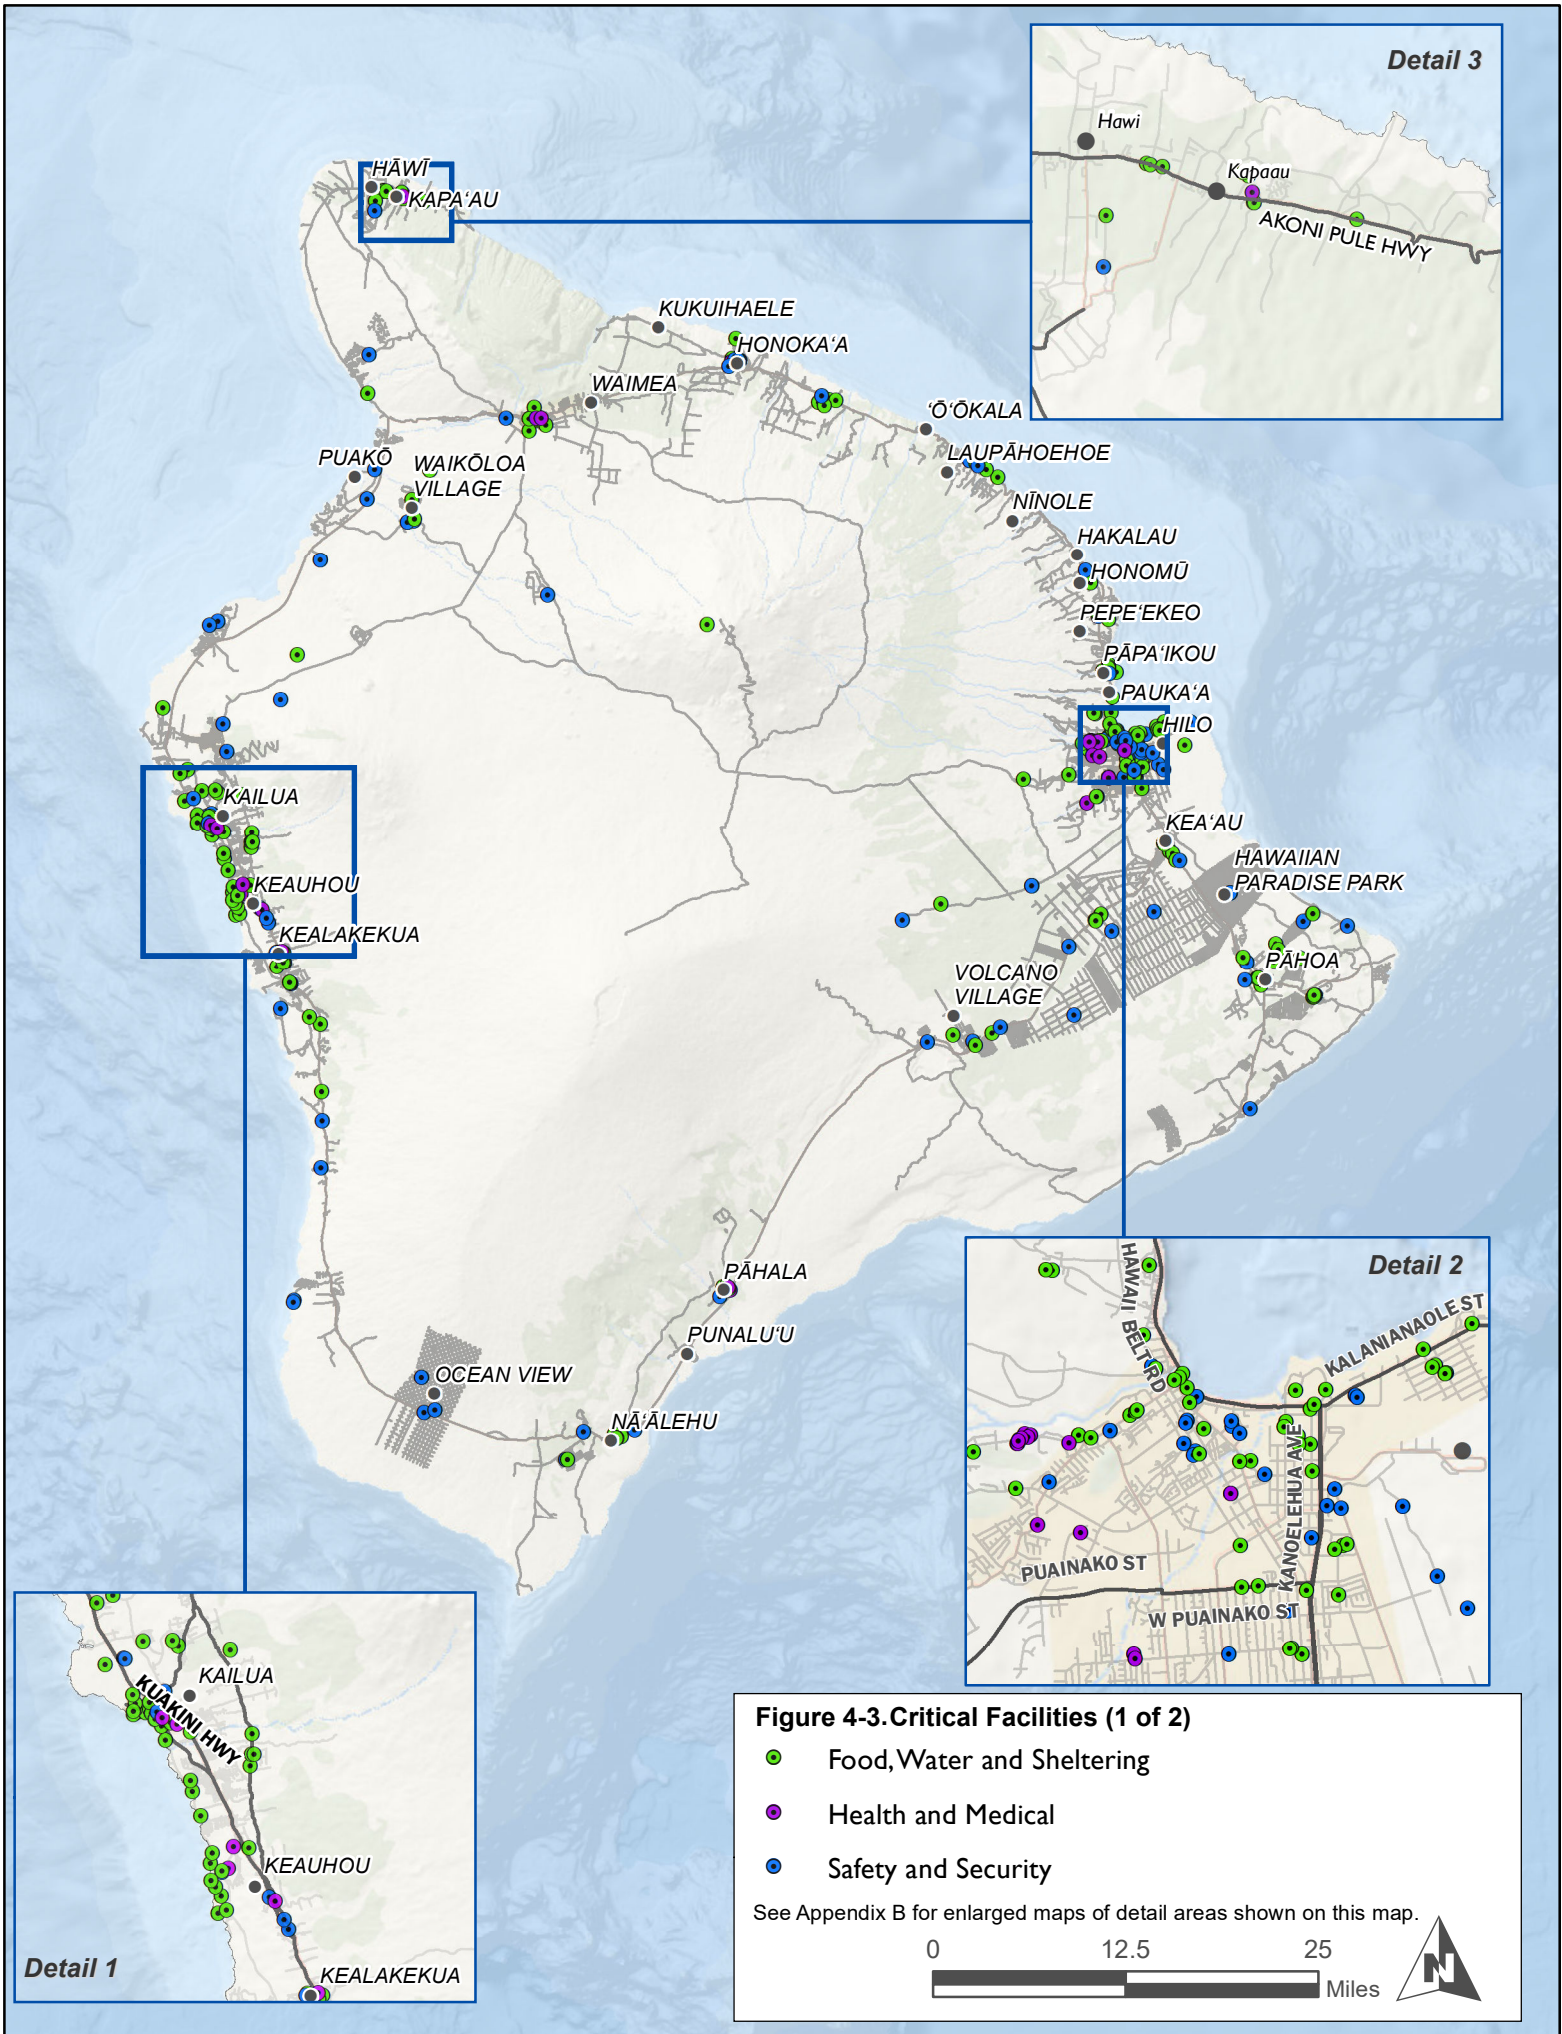 Detail 3
Hawi
Kapaau
AKONI PULE HWY
HĀWĪ
KAPA‘AU
KUKUIHAELE
HONOKA‘A
WAIMEA
‘Ō‘ŌKALA
PUAKŌ
WAIKŌLOA
VILLAGE
LAUPĀHOEHOE
NĪNOLE
HAKALAU
HONOMŪ
PEPE‘EKEO
PĀPA‘IKOU
PAUKA‘A
HILO
KAILUA
KEA‘AU
HAWAIIAN
PARADISE PARK
KEAUHOU
KEALAKEKUA
PĀHOA
VOLCANO
VILLAGE
PĀHALA
PUNALU‘U
OCEAN VIEW
NĀ‘ĀLEHU
Detail 2
HAWAII BELT RD
KALANIANAOLE ST
KANOELEHUA AVE
PUAINAKO ST
W PUAINAKO ST
KAILUA
KUAKINI HWY
KEAUHOU
KEALAKEKUA
Detail 1
Figure 4-3.Critical Facilities (1 of 2)
Food, Water and Sheltering
Health and Medical
Safety and Security
See Appendix B for enlarged maps of detail areas shown on this map.
0 12.5 25
Miles
N